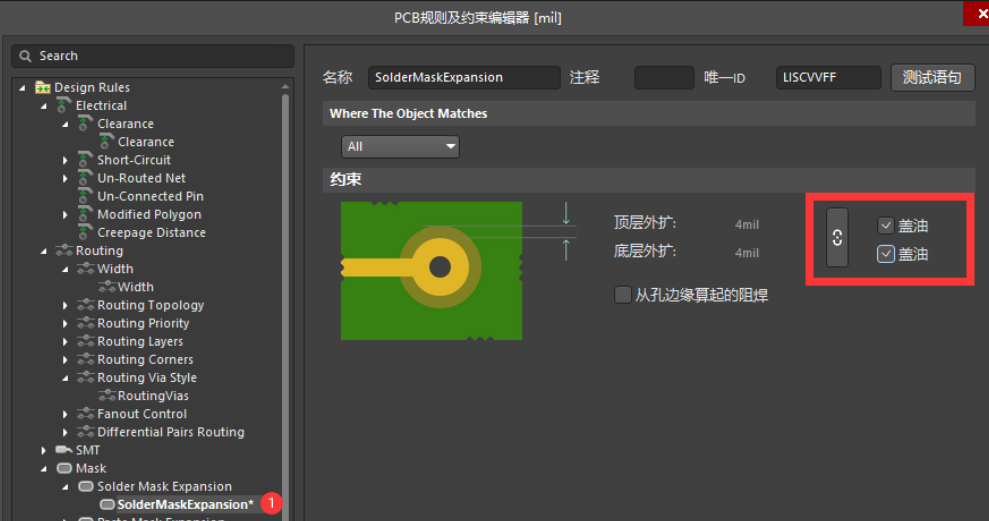 PCB规则及约束编辑器 [mil]
Search
Design Rules
Electrical
Clearance
Clearance
Short-Circuit
Un-Routed Net
Un-Connected Pin
Modified Polygon
Creepage Distance
Routing
Width
Width
Routing Topology
Routing Priority
Routing Layers
Routing Corners
Routing Via Style
RoutingVias
Fanout Control
Differential Pairs Routing
SMT
Mask
Solder Mask Expansion
SolderMaskExpansion* 1
Paste Mask Expansion
名称 SolderMaskExpansion 注释 唯一ID LISCVVFF 测试语句
Where The Object Matches
All
约束
顶层外扩: 4mil 盖油
底层外扩: 4mil 盖油
从孔边缘算起的阻焊